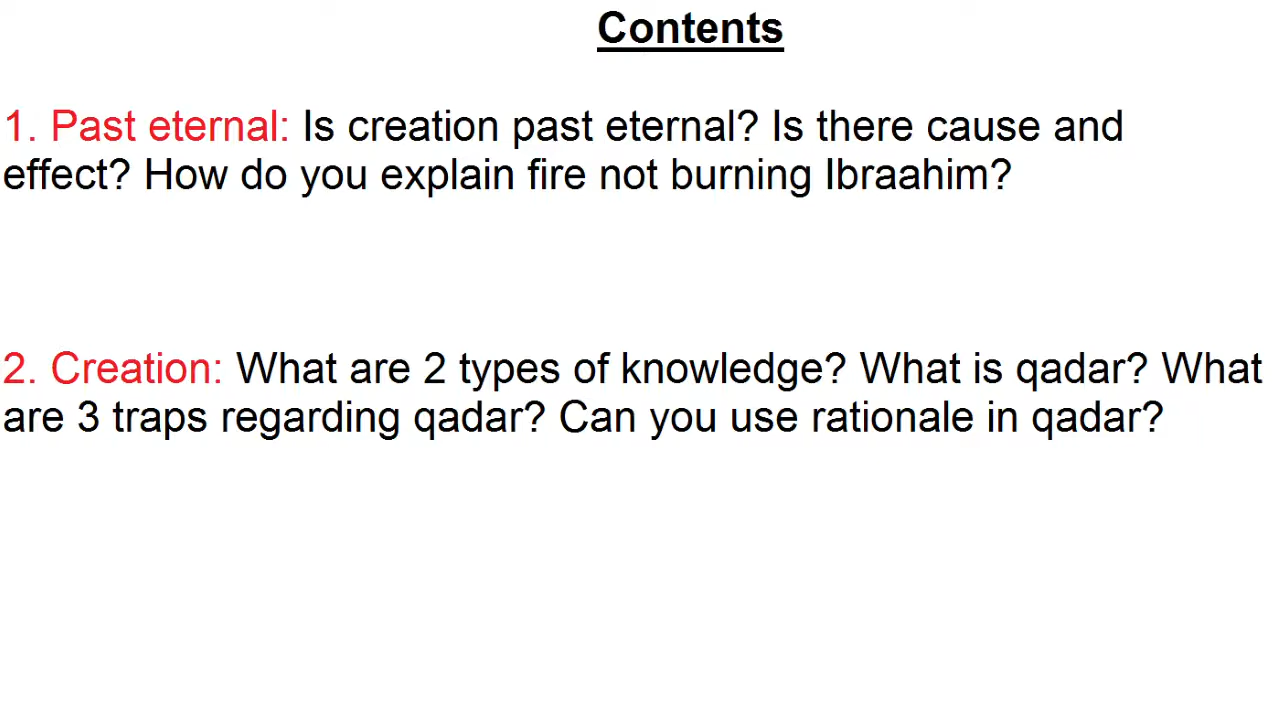 Contents
1. Past eternal: Is creation past eternal? Is there cause and
effect? How do you explain fire not burning Ibraahim?
2. Creation: What are 2 types of knowledge? What is qadar? What
are 3 traps regarding qadar? Can you use rationale in qadar?